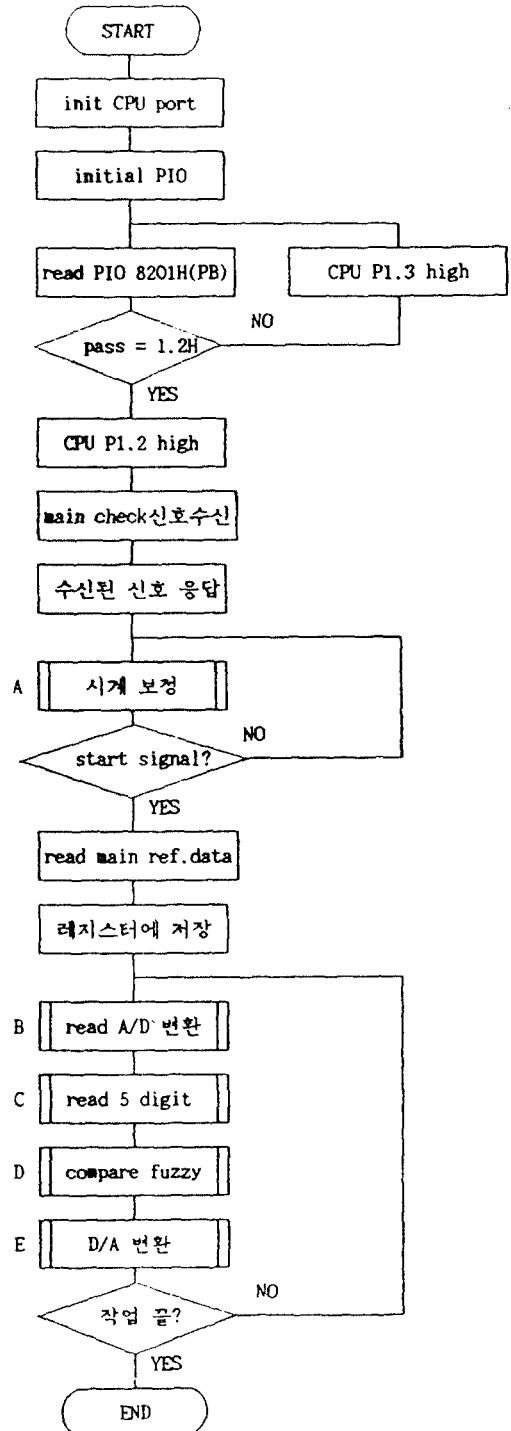 START
init CPU port
initial PIO
read PIO 8201H(PB)
CPU P1.3 high
NO
pass = 1.2H
YES
CPU P1.2 high
main check신호수신
수신된 신호 응답
A
시계 보정
NO
start signal?
YES
read main ref.data
레지스터에 저장
B
read A/D 변환
C
read 5 digit
D
compare fuzzy
E
D/A 변환
NO
작업 끝?
YES
END